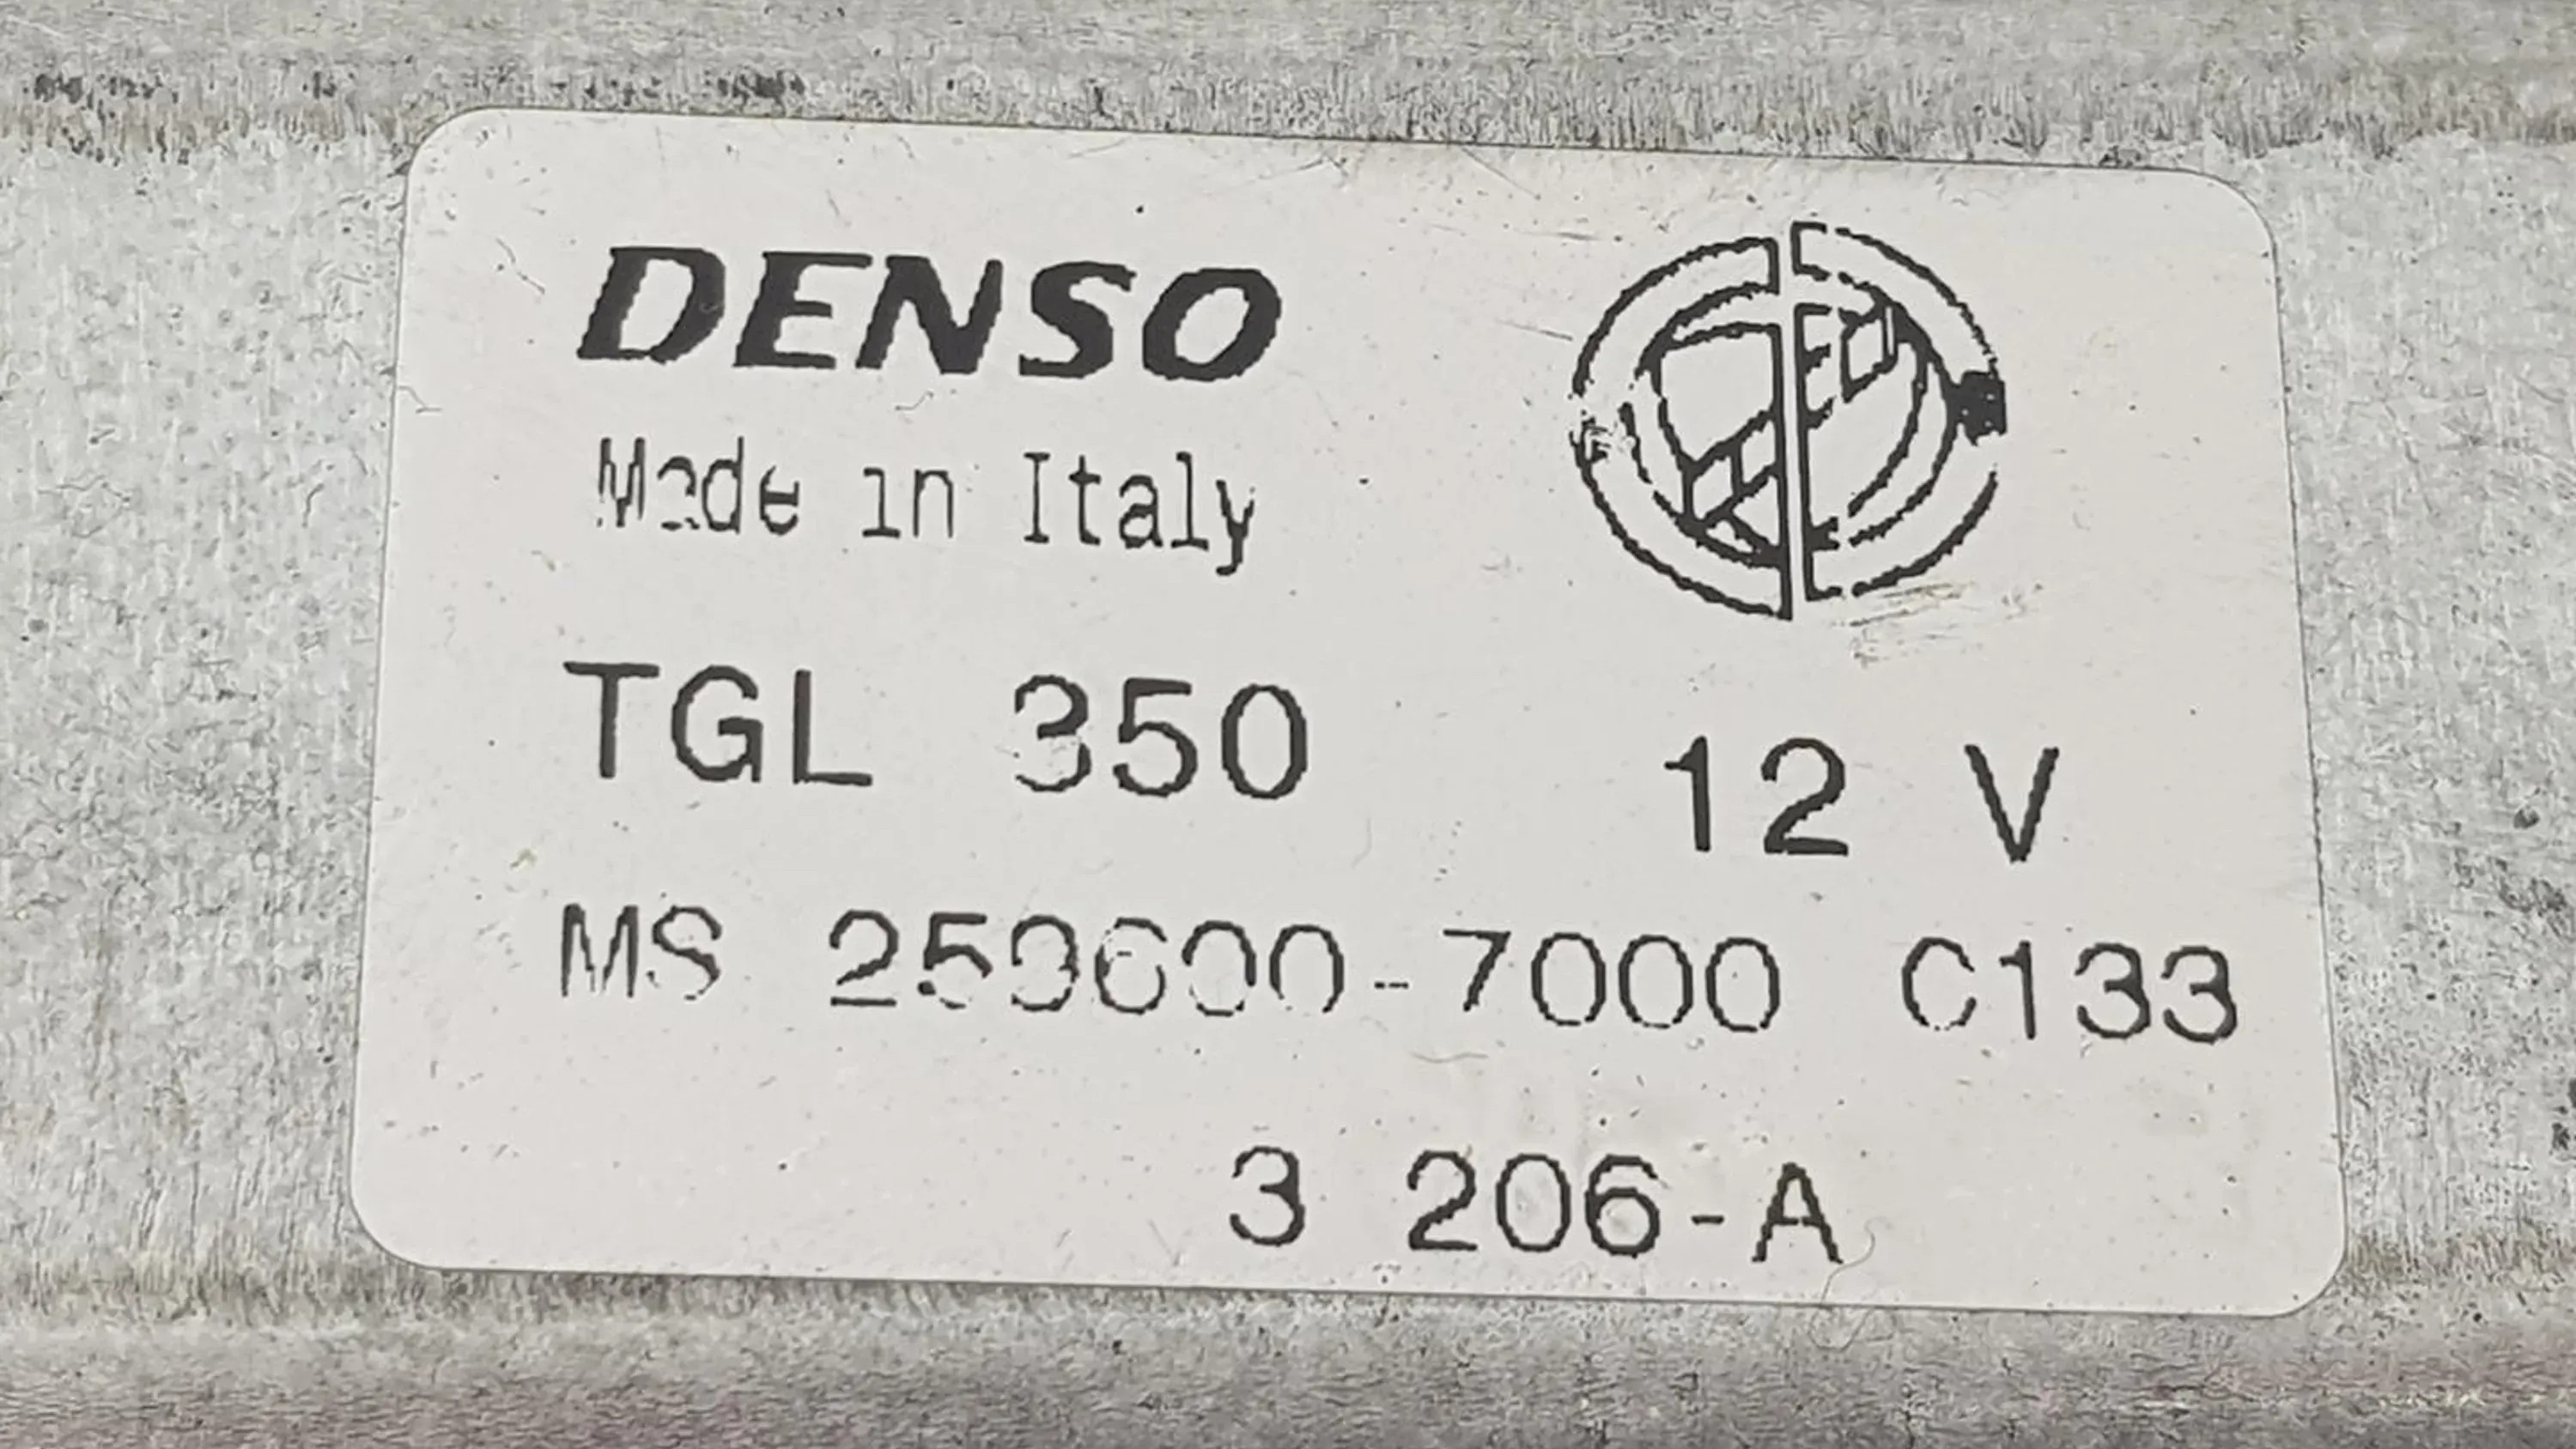 DENSO
Made in Italy
TGL 350 12 V
MS 259600-7000 C133
3 206-A